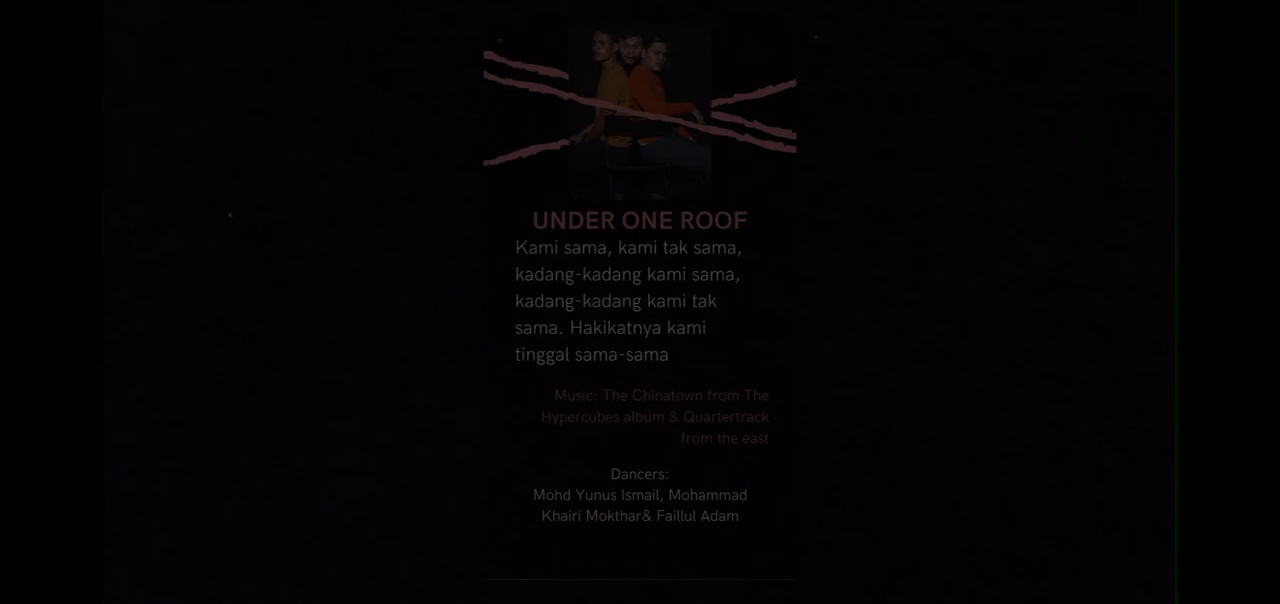 UNDER ONE ROOF
Kami sama, kami tak sama,
kadang-kadang kami sama,
kadang-kadang kami tak
sama. Hakikatnya kami
tinggal sama-sama
Music: The Chinatown from The
Hypercubes album & Quartertrack
from the east
Dancers:
Mohd Yunus Ismail, Mohammad
Khairi Mokthar& Faillul Adam